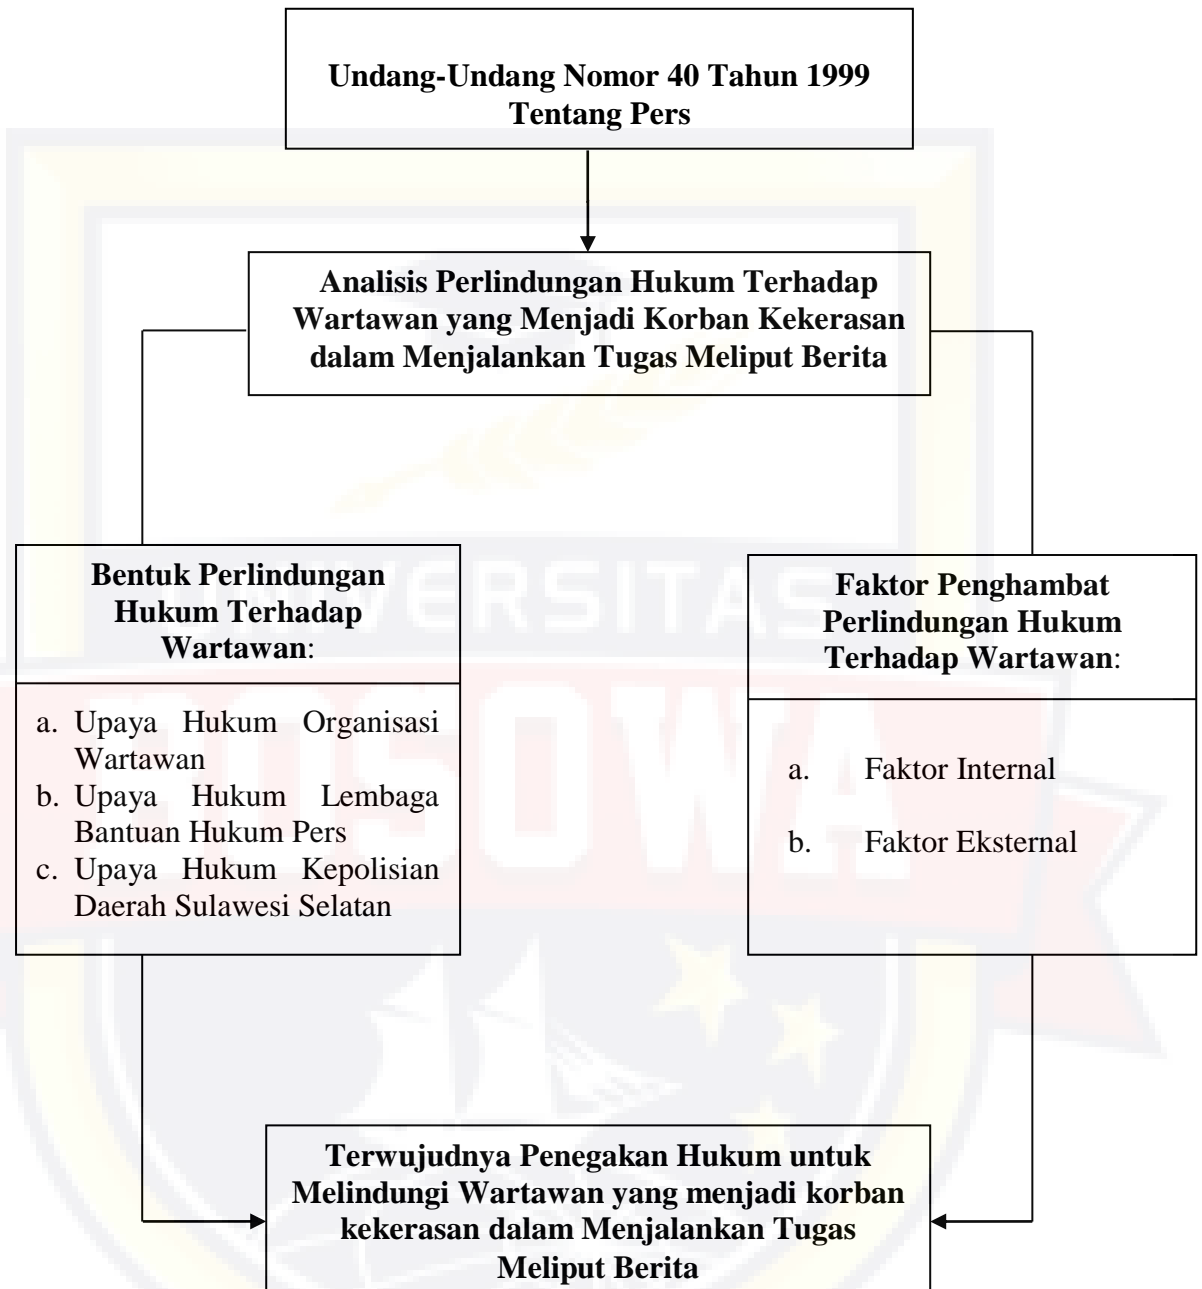 Undang-Undang Nomor 40 Tahun 1999
Tentang Pers
Analisis Perlindungan Hukum Terhadap
Wartawan yang Menjadi Korban Kekerasan
dalam Menjalankan Tugas Meliput Berita
Bentuk Perlindungan
Hukum Terhadap
Wartawan:
a. Upaya Hukum Organisasi
Wartawan
b. Upaya Hukum Lembaga
Bantuan Hukum Pers
c. Upaya Hukum Kepolisian
Daerah Sulawesi Selatan
Faktor Penghambat
Perlindungan Hukum
Terhadap Wartawan:
a. Faktor Internal
b. Faktor Eksternal
UNIVERSITAS
BOSOWA
Terwujudnya Penegakan Hukum untuk
Melindungi Wartawan yang menjadi korban
kekerasan dalam Menjalankan Tugas
Meliput Berita